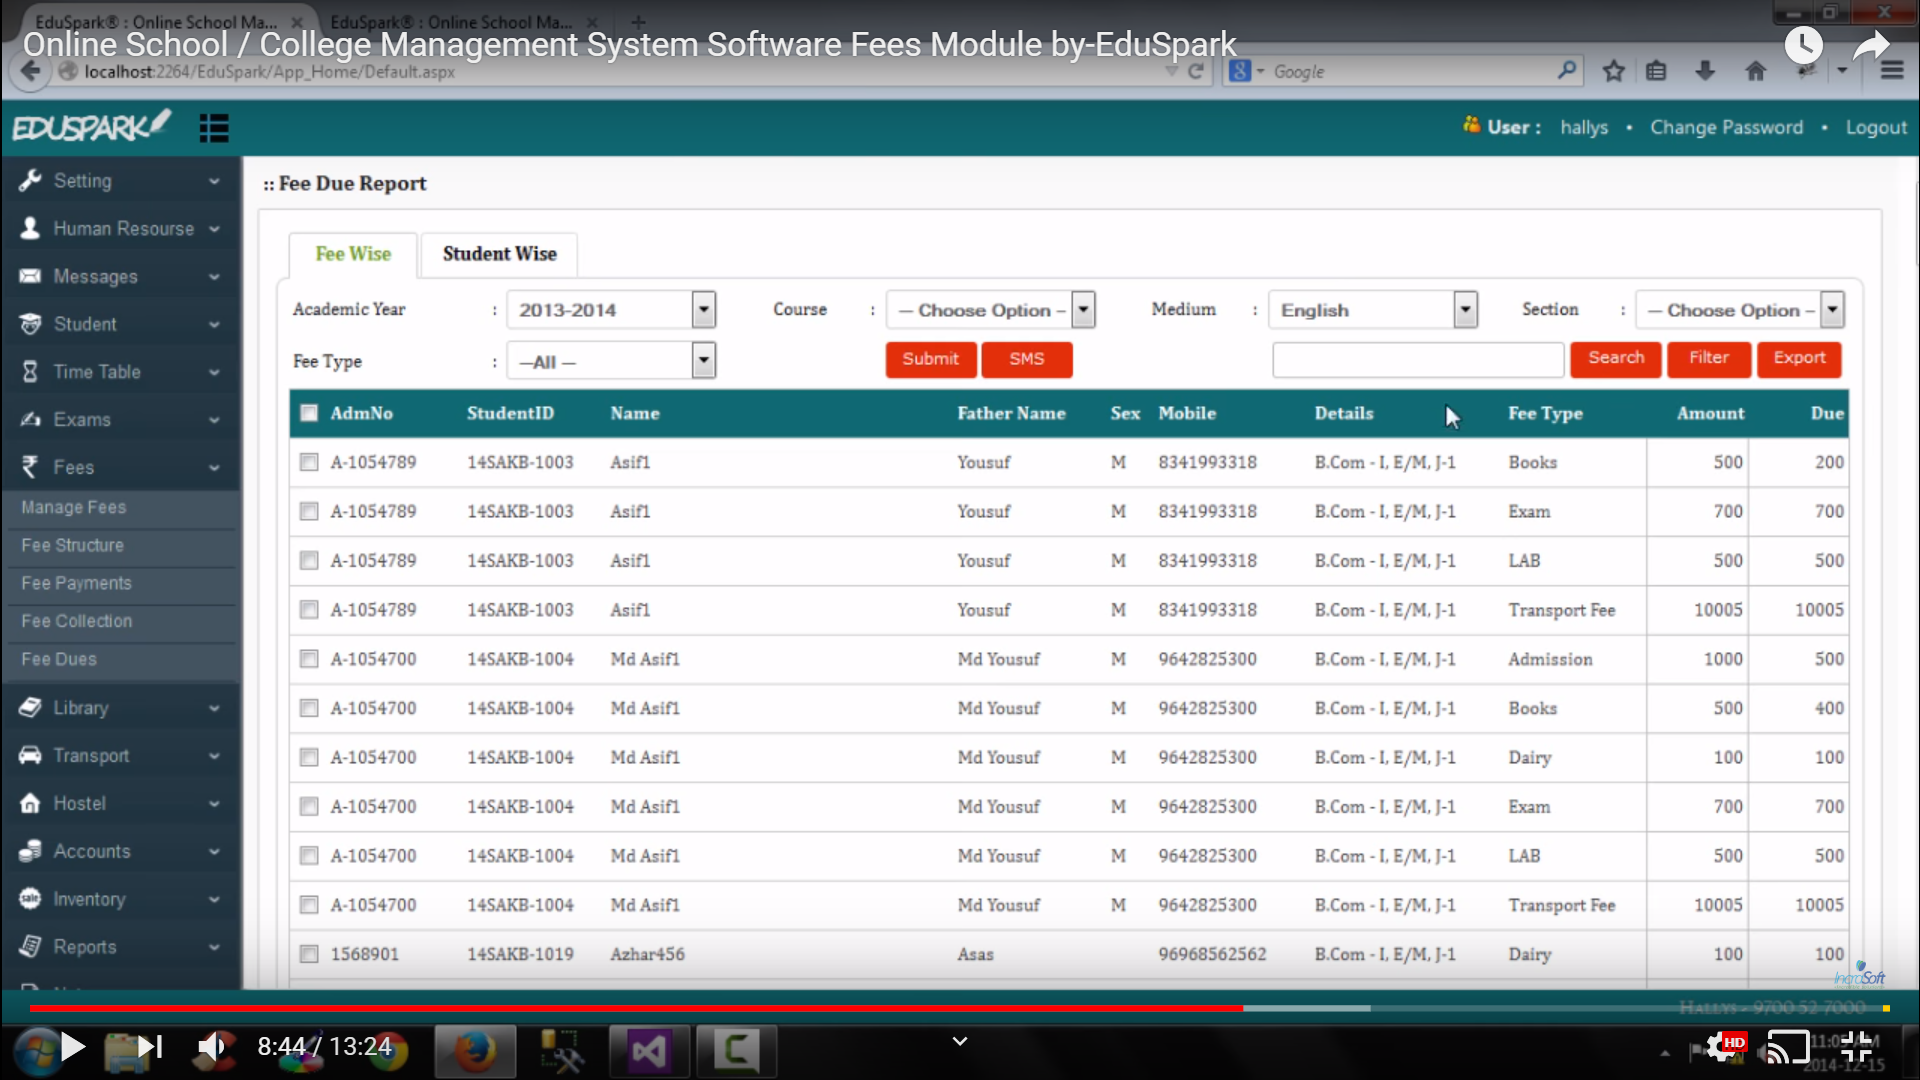 EduSpark® : Online School Ma... EduSpark® : Online School Ma...
Online School / College Management System Software Fees Module by-EduSpark
localhost:2264/EduSpark/App_Home/Default.aspx
Google
EDUSPARK
User : hallys • Change Password • Logout
Setting
Human Resourse
Messages
Student
Time Table
Exams
Fees
Manage Fees
Fee Structure
Fee Payments
Fee Collection
Fee Dues
Library
Transport
Hostel
Accounts
Inventory
Reports
:: Fee Due Report
Fee Wise Student Wise
Academic Year : 2013-2014 Course : -- Choose Option -- Medium : English Section : -- Choose Option --
Fee Type : --All -- Submit SMS Search Filter Export
AdmNo StudentID Name Father Name Sex Mobile Details Fee Type Amount Due
A-1054789 14SAKB-1003 Asif1 Yousuf M 8341993318 B.Com - I, E/M, J-1 Books 500 200
A-1054789 14SAKB-1003 Asif1 Yousuf M 8341993318 B.Com - I, E/M, J-1 Exam 700 700
A-1054789 14SAKB-1003 Asif1 Yousuf M 8341993318 B.Com - I, E/M, J-1 LAB 500 500
A-1054789 14SAKB-1003 Asif1 Yousuf M 8341993318 B.Com - I, E/M, J-1 Transport Fee 10005 10005
A-1054700 14SAKB-1004 Md Asif1 Md Yousuf M 9642825300 B.Com - I, E/M, J-1 Admission 1000 500
A-1054700 14SAKB-1004 Md Asif1 Md Yousuf M 9642825300 B.Com - I, E/M, J-1 Books 500 400
A-1054700 14SAKB-1004 Md Asif1 Md Yousuf M 9642825300 B.Com - I, E/M, J-1 Dairy 100 100
A-1054700 14SAKB-1004 Md Asif1 Md Yousuf M 9642825300 B.Com - I, E/M, J-1 Exam 700 700
A-1054700 14SAKB-1004 Md Asif1 Md Yousuf M 9642825300 B.Com - I, E/M, J-1 LAB 500 500
A-1054700 14SAKB-1004 Md Asif1 Md Yousuf M 9642825300 B.Com - I, E/M, J-1 Transport Fee 10005 10005
1568901 14SAKB-1019 Azhar456 Asas 96968562562 B.Com - I, E/M, J-1 Dairy 100 100
HALLYS - 9700 52 7000
8:44 / 13:24
HD
11:05 AM
2014-12-15